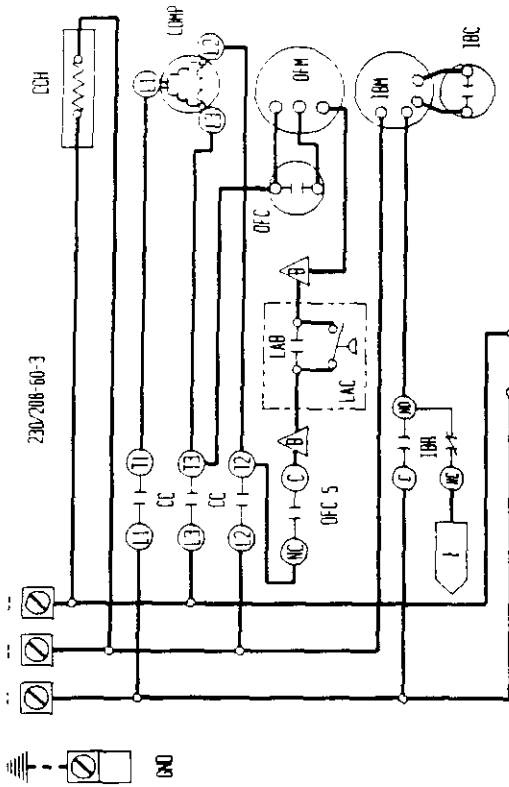 CCH
230/208-60-3
COMP
L1
T1
L1
L2
L3
CC
L3
T3
CC
L2
T2
OFC
OFM
NC
C
OFC 5
B
LAB
LAC
B
IBM
IBC
C
NO
IBR
NC
1
GND